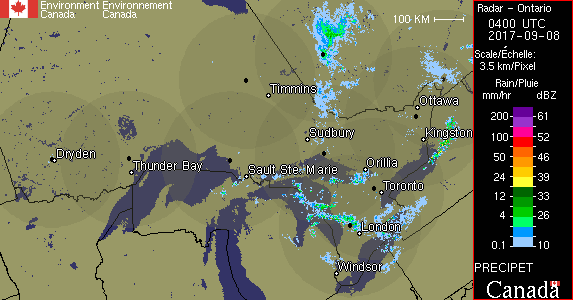 Environment Environnement
Canada Canada
100 KM
Timmins
Ottawa
Sudbury
Kingston
Dryden
Thunder Bay
Sault Ste. Marie
Orillia
Toronto
London
Windsor
Radar - Ontario
0400 UTC
2017-09-08
Scale/Échelle:
3.5 km/Pixel
Rain/Pluie
mm/hr dBZ
200 61
100 52
50 46
24 39
12 33
4 26
0.1 10
PRECIPET
Canada